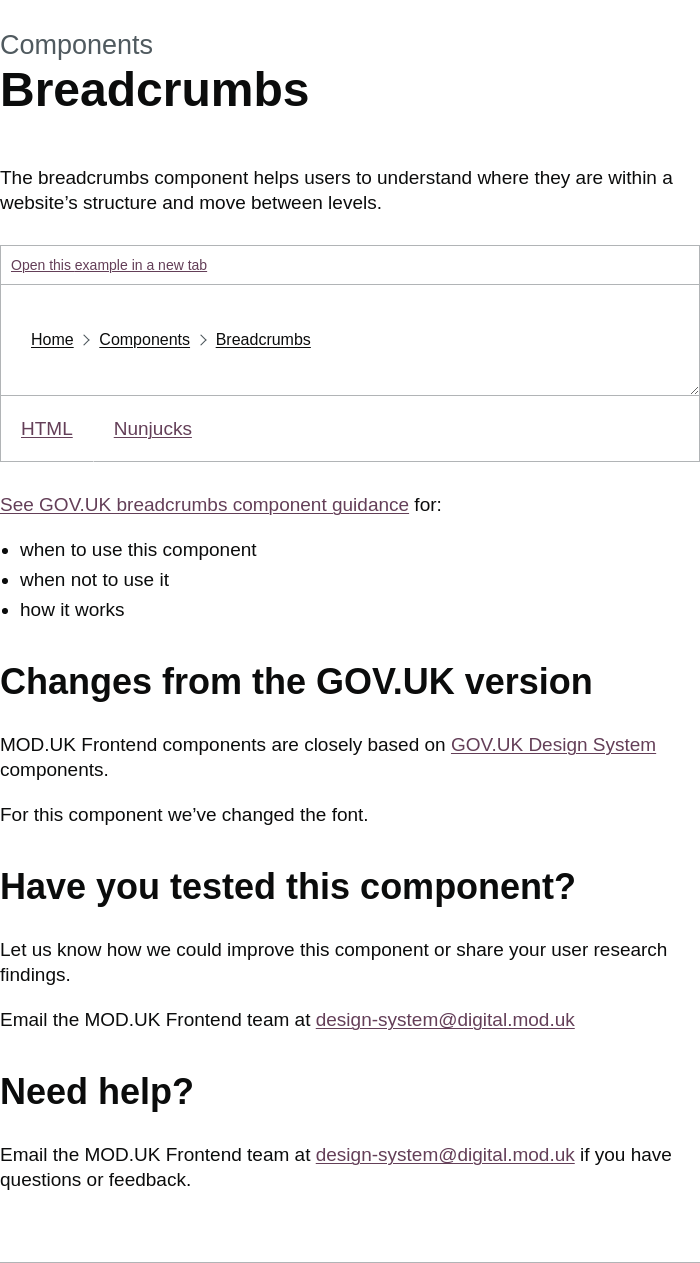 Components
Breadcrumbs
The breadcrumbs component helps users to understand where they are within a
website’s structure and move between levels.
Open this example in a new tab
Home Components Breadcrumbs
HTML Nunjucks
See GOV.UK breadcrumbs component guidance for:
when to use this component
when not to use it
how it works
Changes from the GOV.UK version
MOD.UK Frontend components are closely based on GOV.UK Design System
components.
For this component we’ve changed the font.
Have you tested this component?
Let us know how we could improve this component or share your user research
findings.
Email the MOD.UK Frontend team at design-system@digital.mod.uk
Need help?
Email the MOD.UK Frontend team at design-system@digital.mod.uk if you have
questions or feedback.